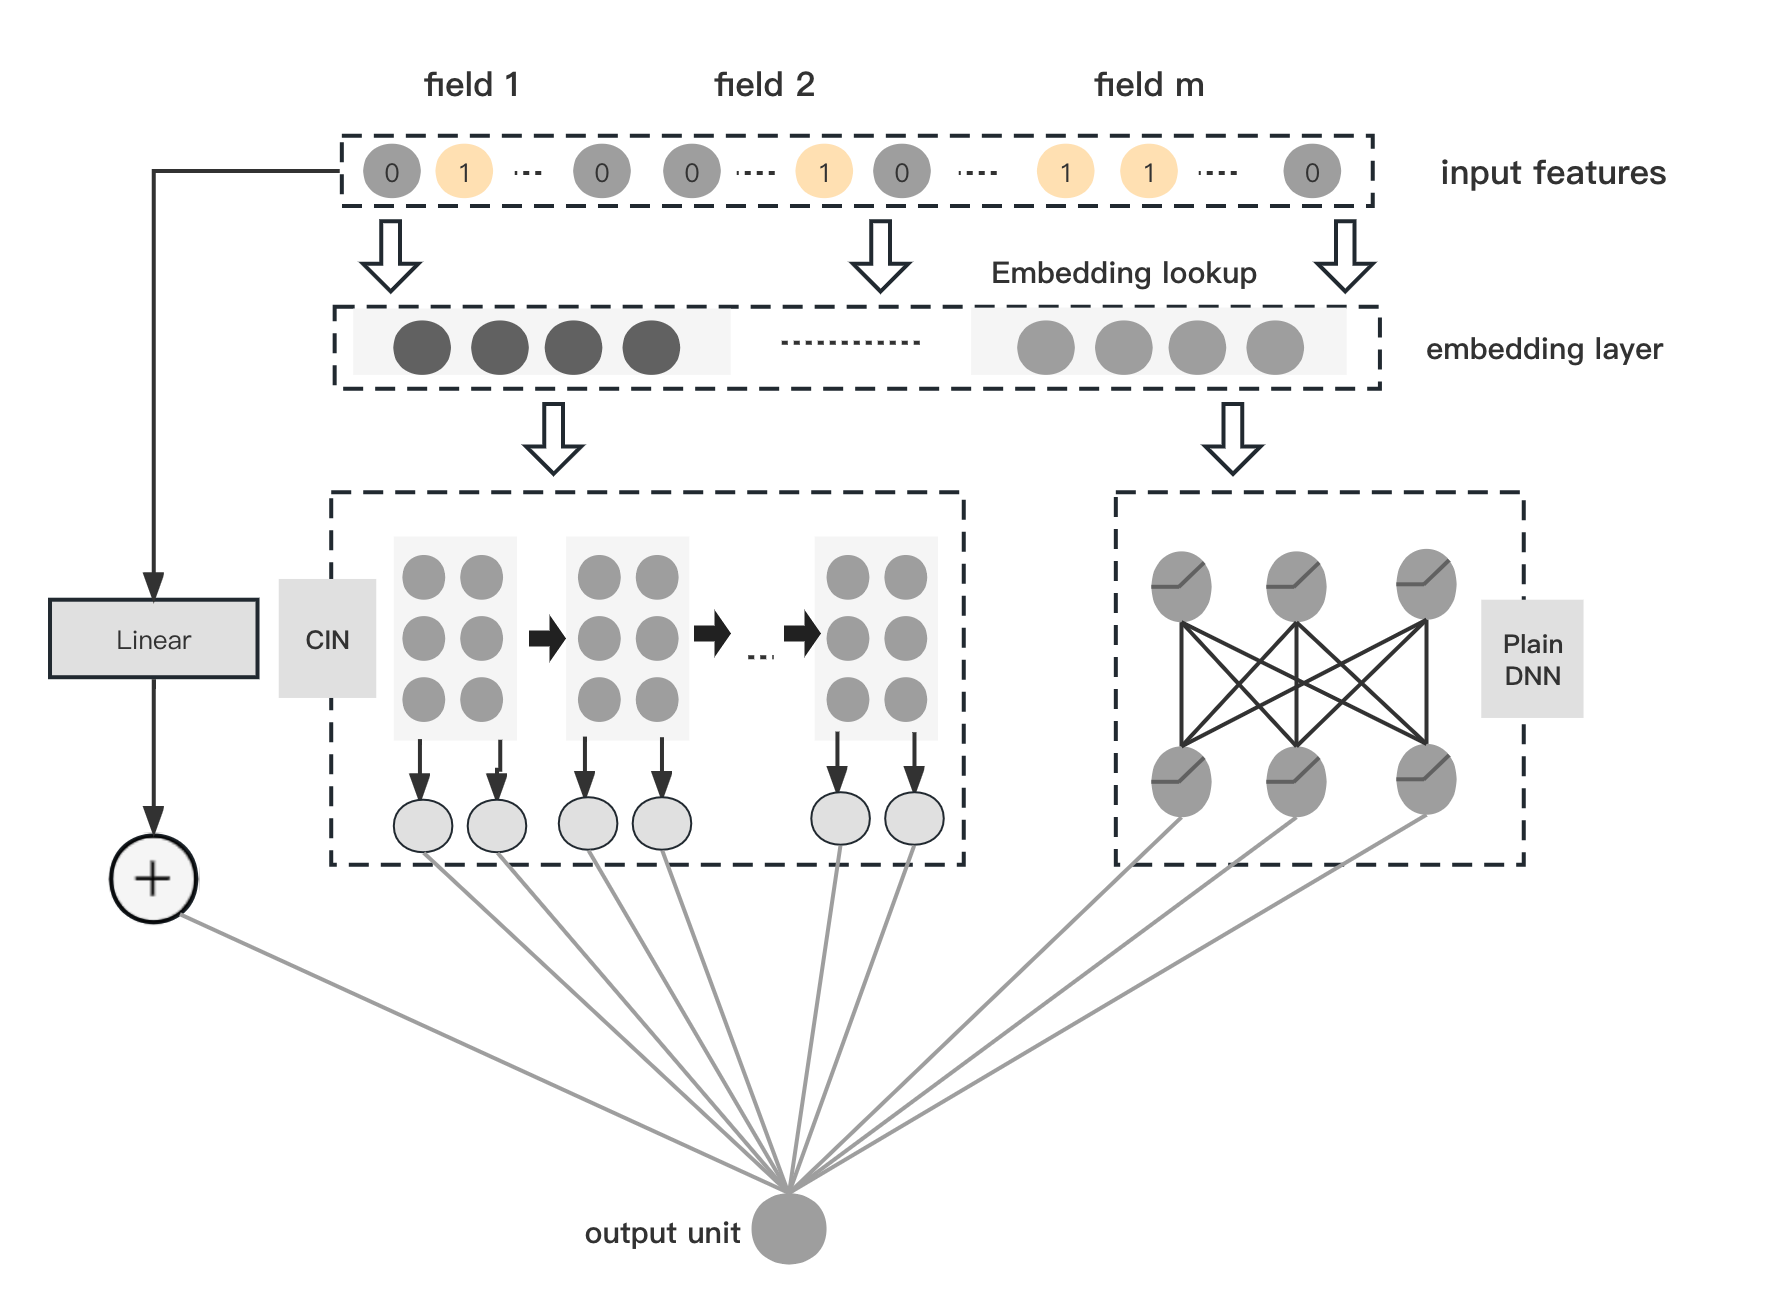 field 1 field 2 field m
0 1 0 0 1 0 1 1 0
input features
Embedding lookup
embedding layer
Linear
CIN
Plain
DNN
+
output unit